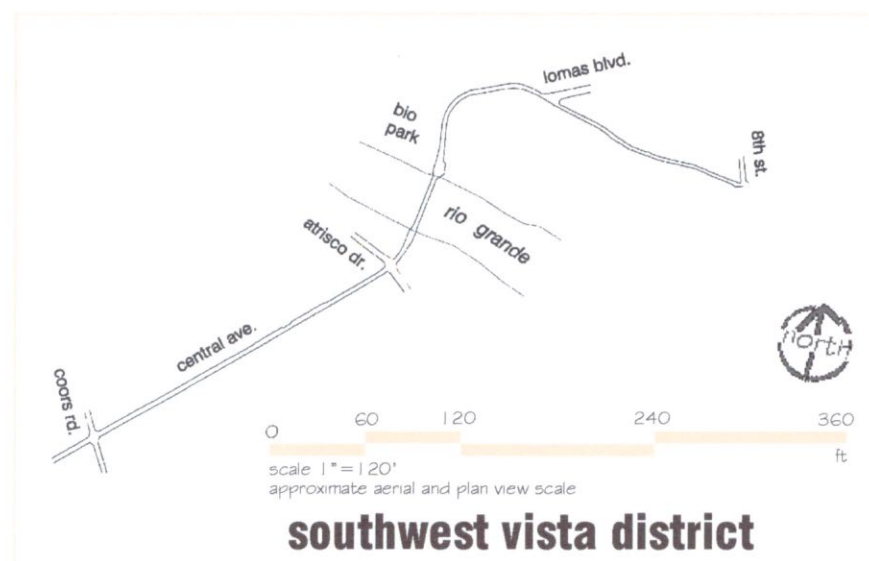 lomas blvd.
bio
park
8th st.
rio grande
atrisco dr.
central ave.
coors rd.
north
0 60 120 240 360
ft
scale 1"=120'
approximate aerial and plan view scale
southwest vista district